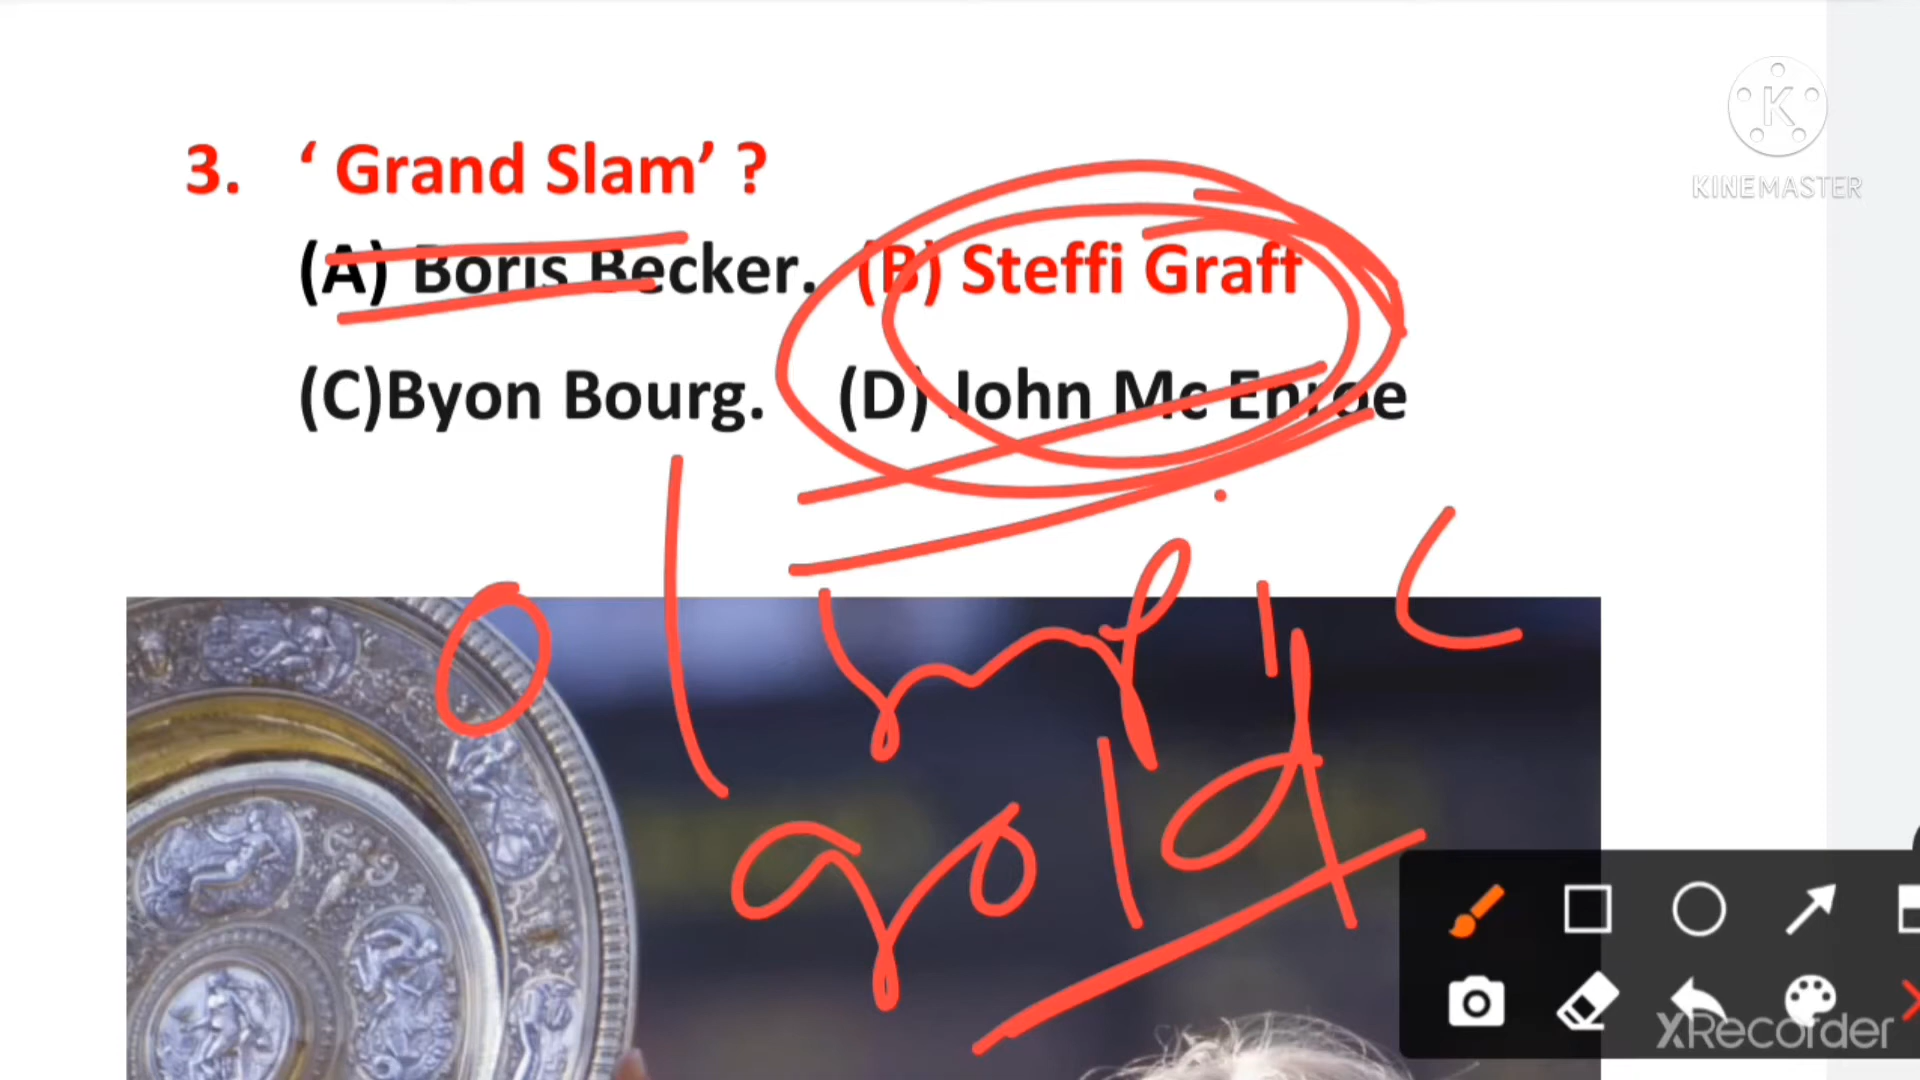 KINEMASTER
3. ‘ Grand Slam’ ?
(A) Boris Becker. (B) Steffi Graff
(C)Byon Bourg. (D) John Mc Enroe
olympic
gold
XRecorder